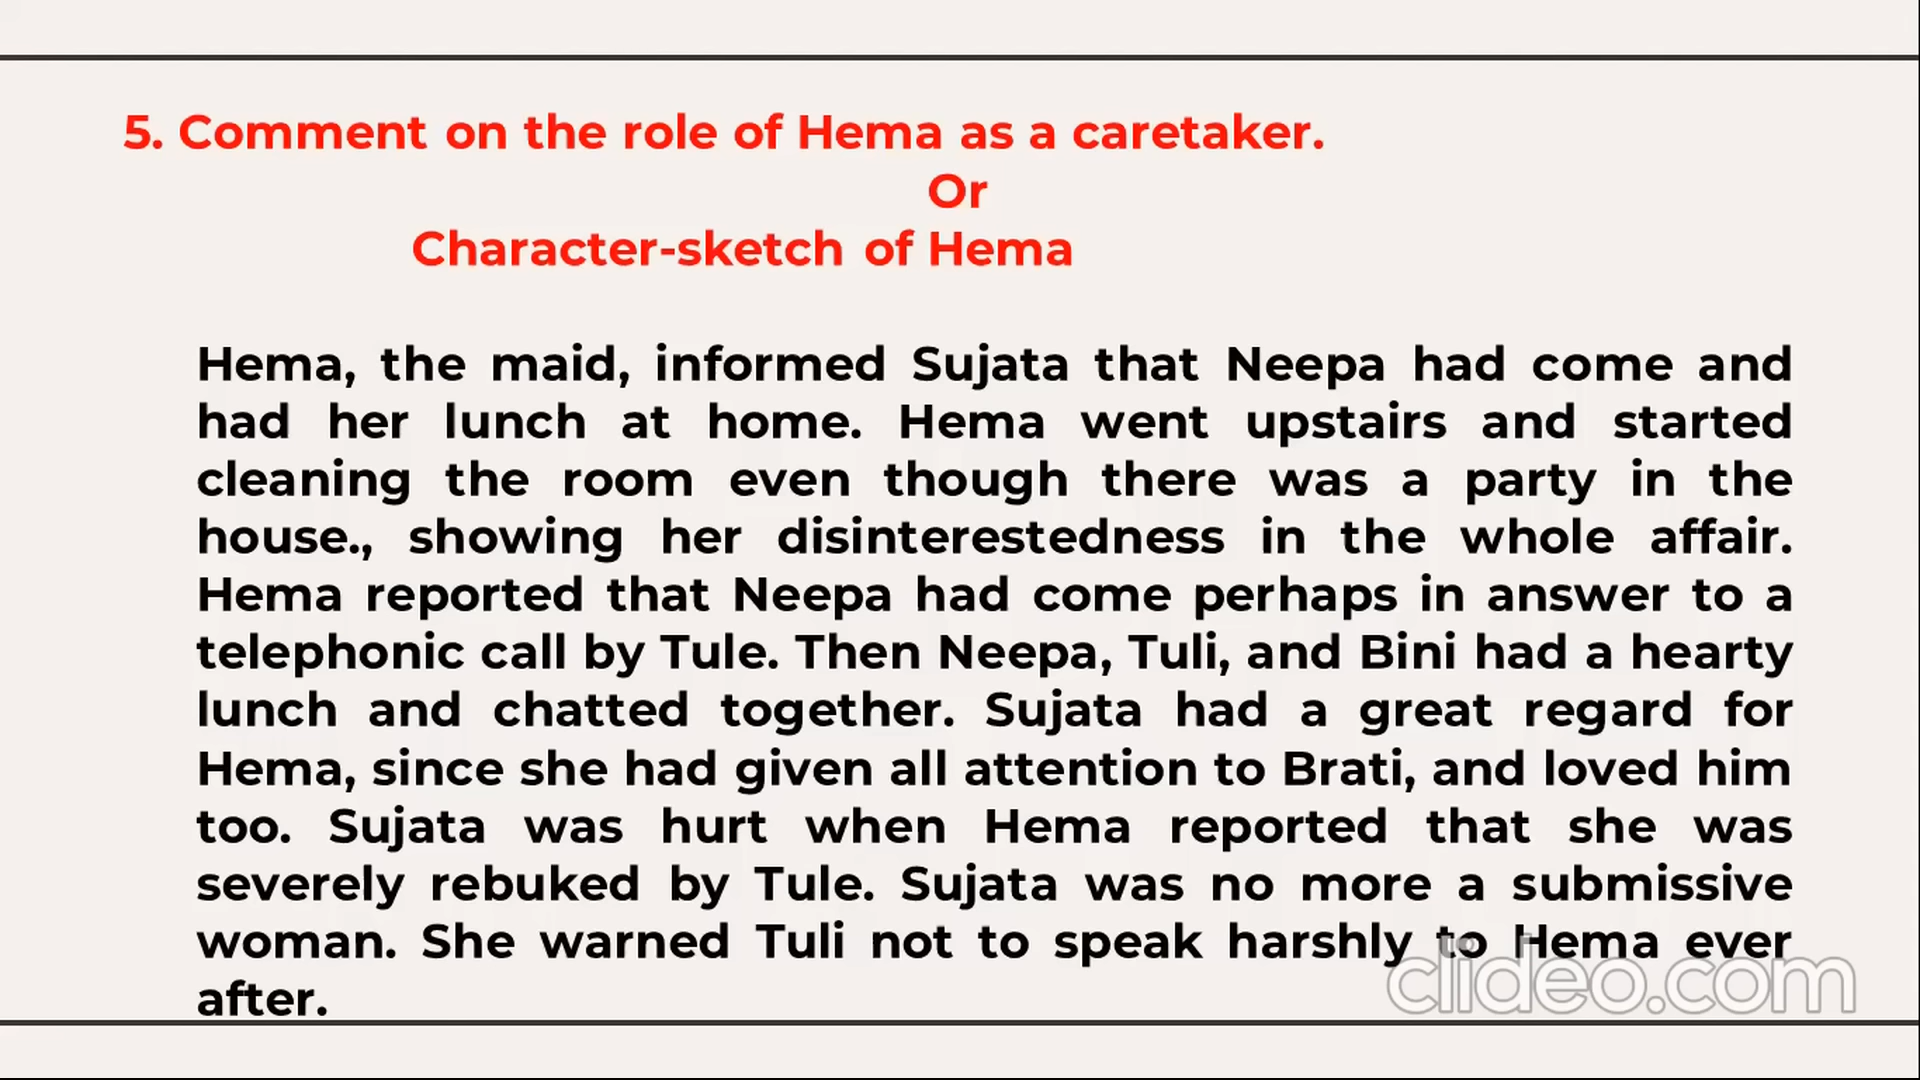 5. Comment on the role of Hema as a caretaker.
Or
Character-sketch of Hema
Hema, the maid, informed Sujata that Neepa had come and
had her lunch at home. Hema went upstairs and started
cleaning the room even though there was a party in the
house., showing her disinterestedness in the whole affair.
Hema reported that Neepa had come perhaps in answer to a
telephonic call by Tule. Then Neepa, Tuli, and Bini had a hearty
lunch and chatted together. Sujata had a great regard for
Hema, since she had given all attention to Brati, and loved him
too. Sujata was hurt when Hema reported that she was
severely rebuked by Tule. Sujata was no more a submissive
woman. She warned Tuli not to speak harshly to Hema ever
after.
clideo.com